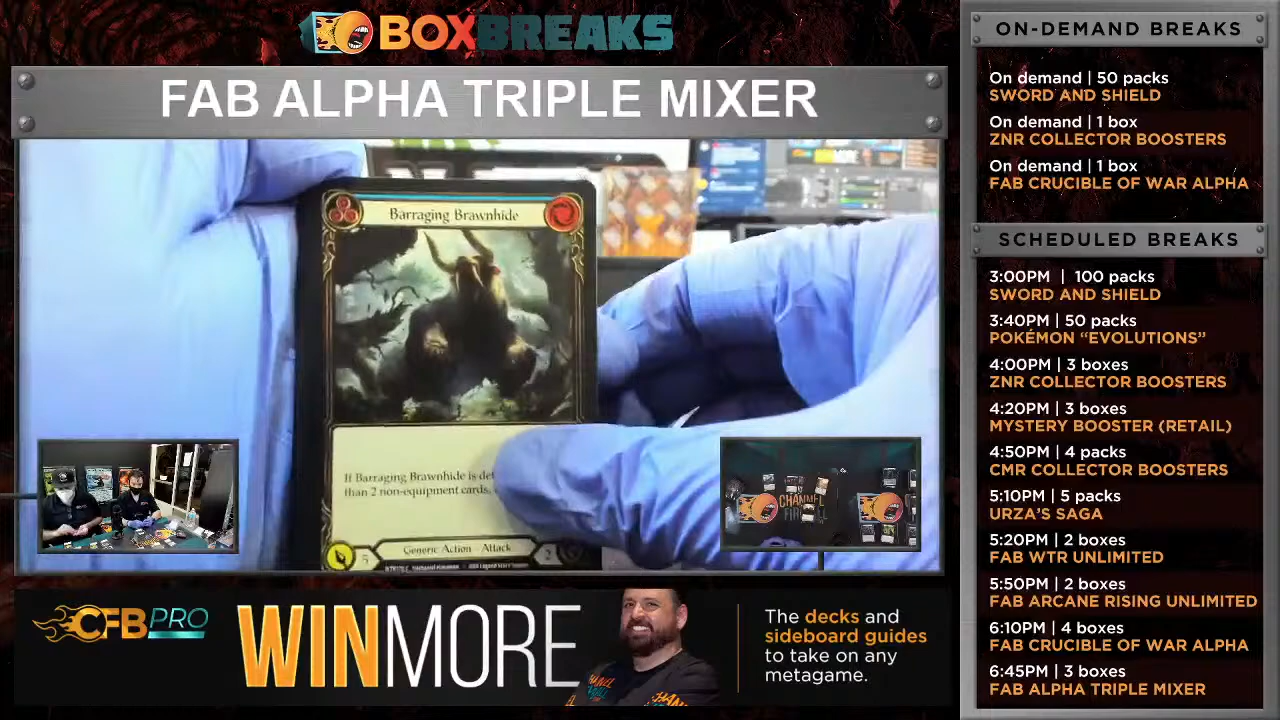 BOXBREAKS
FAB ALPHA TRIPLE MIXER
Barraging Brawnhide
If Barraging Brawnhide is
than 2 non-equipment cards,
5
Generic Action - Attack
2
CHANNEL
CFBPRO
WINMORE
The decks and
sideboard guides
to take on any
metagame.
ON-DEMAND BREAKS
On demand | 50 packs
SWORD AND SHIELD
On demand | 1 box
ZNR COLLECTOR BOOSTERS
On demand | 1 box
FAB CRUCIBLE OF WAR ALPHA
SCHEDULED BREAKS
3:00PM | 100 packs
SWORD AND SHIELD
3:40PM | 50 packs
POKÉMON “EVOLUTIONS”
4:00PM | 3 boxes
ZNR COLLECTOR BOOSTERS
4:20PM | 3 boxes
MYSTERY BOOSTER (RETAIL)
4:50PM | 4 packs
CMR COLLECTOR BOOSTERS
5:10PM | 5 packs
URZA’S SAGA
5:20PM | 2 boxes
FAB WTR UNLIMITED
5:50PM | 2 boxes
FAB ARCANE RISING UNLIMITED
6:10PM | 4 boxes
FAB CRUCIBLE OF WAR ALPHA
6:45PM | 3 boxes
FAB ALPHA TRIPLE MIXER